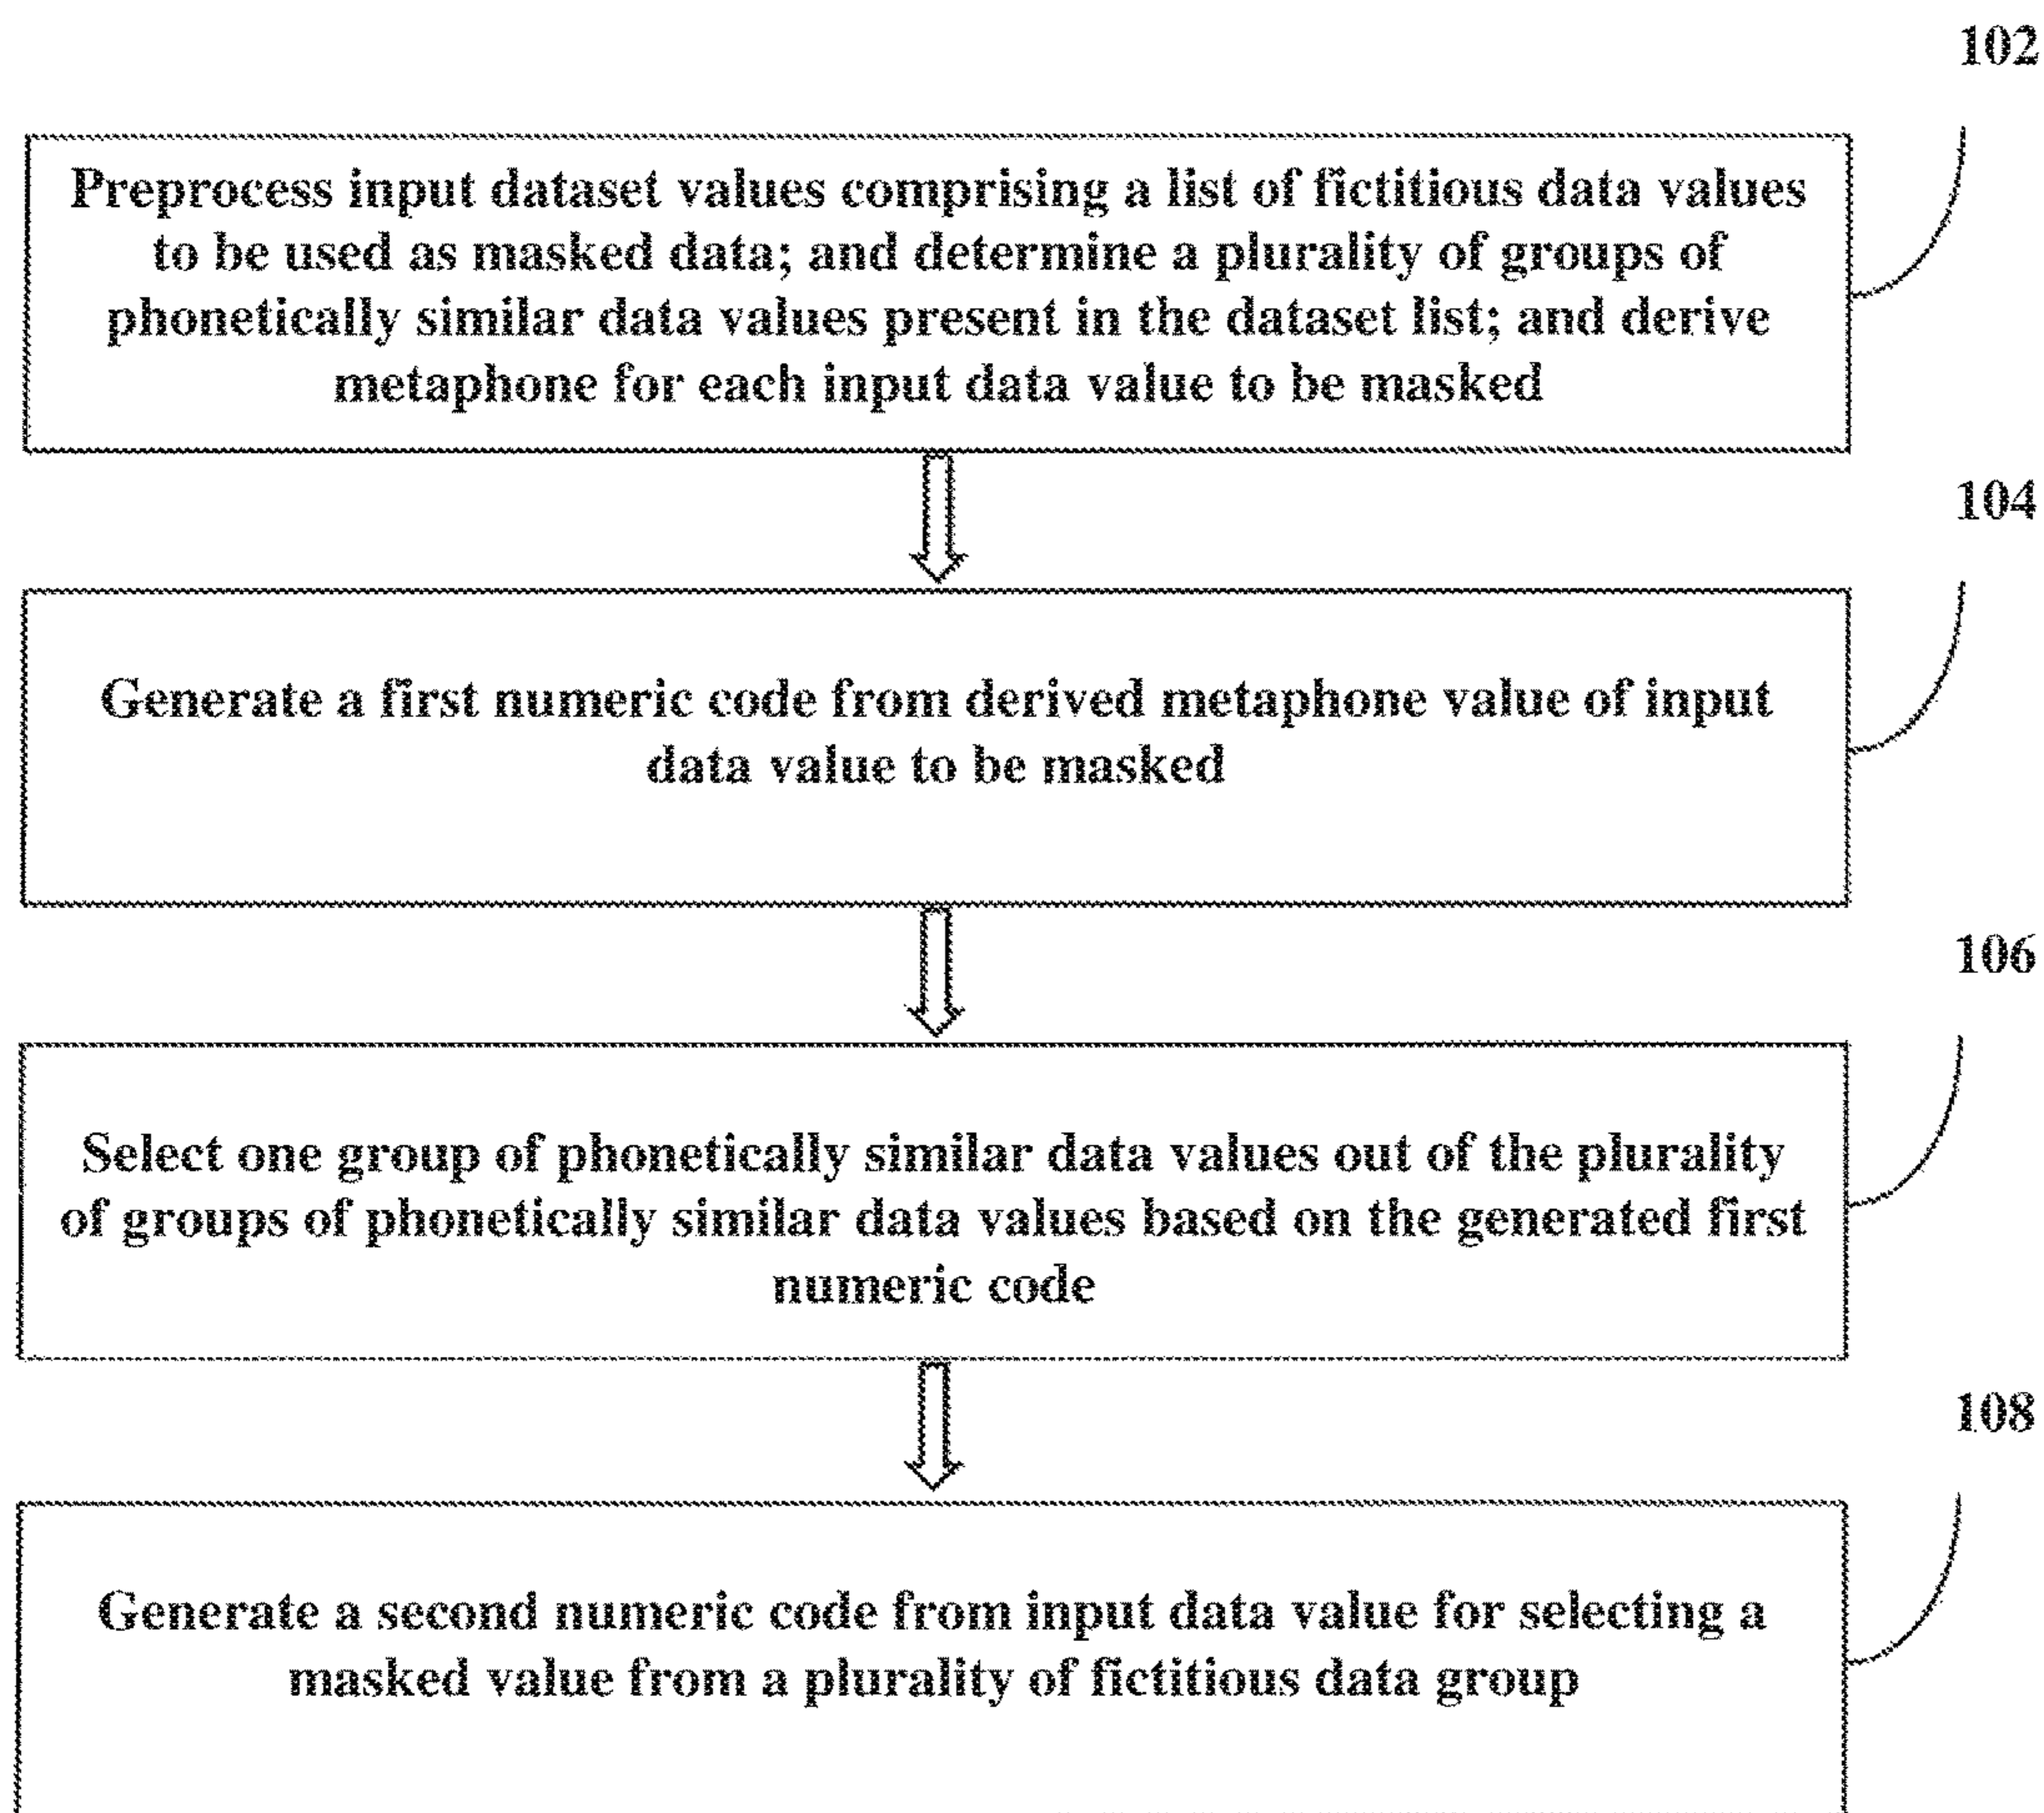 102
Preprocess input dataset values comprising a list of fictitious data values
to be used as masked data; and determine a plurality of groups of
phonetically similar data values present in the dataset list; and derive
metaphone for each input data value to be masked
104
Generate a first numeric code from derived metaphone value of input
data value to be masked
106
Select one group of phonetically similar data values out of the plurality
of groups of phonetically similar data values based on the generated first
numeric code
108
Generate a second numeric code from input data value for selecting a
masked value from a plurality of fictitious data group